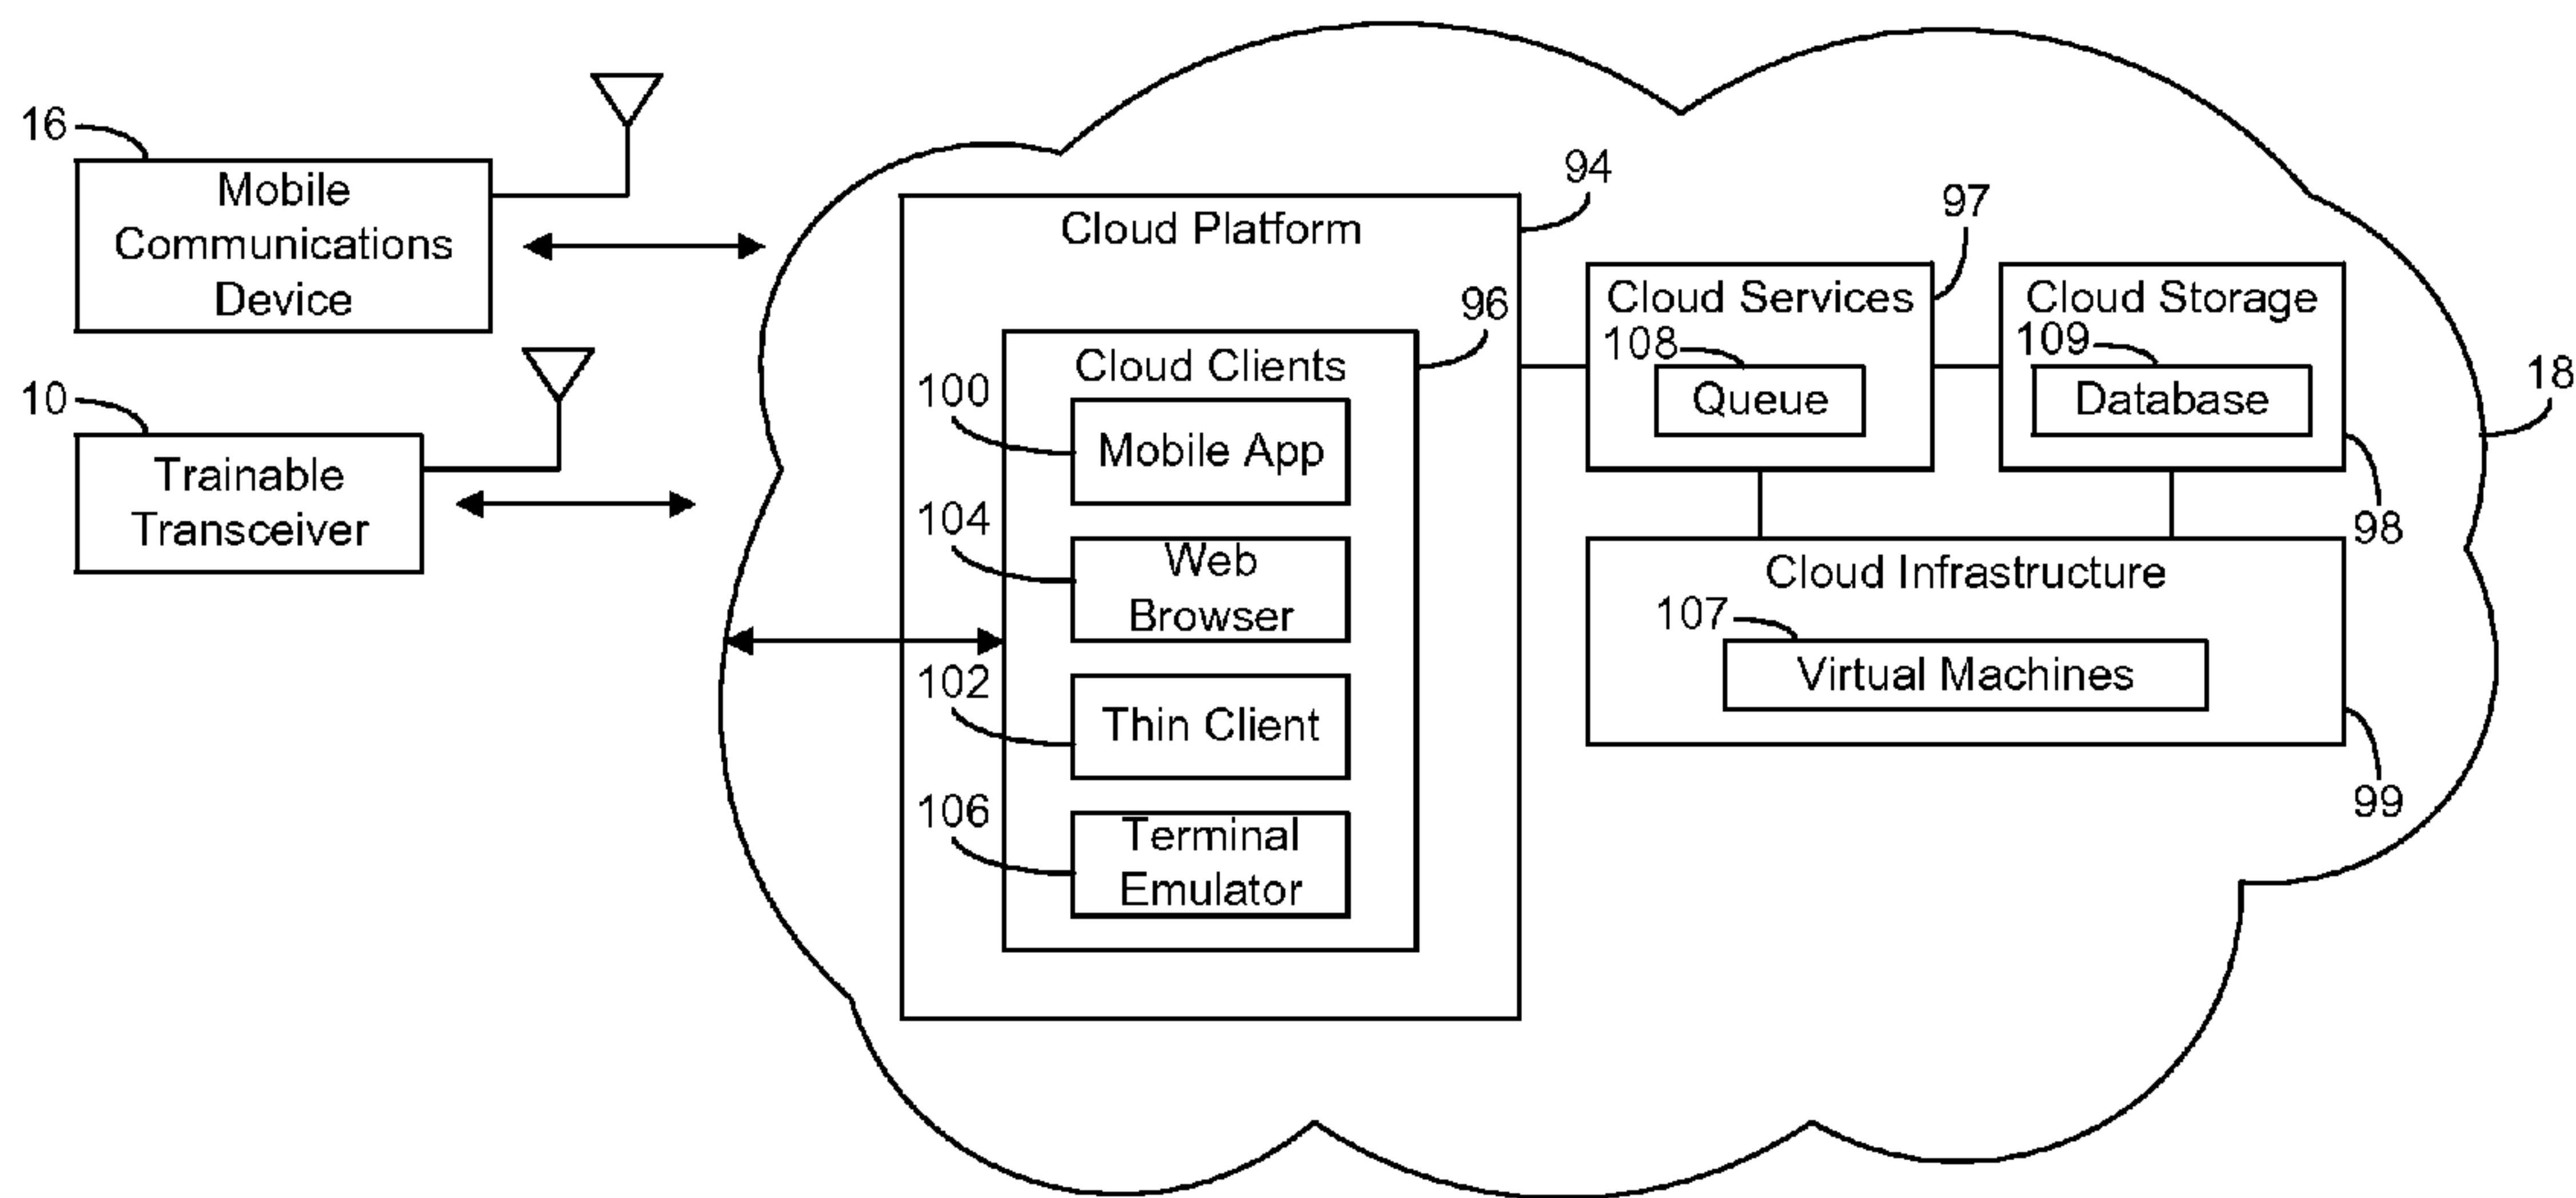 16
Mobile
Communications
Device
10
Trainable
Transceiver
94
Cloud Platform
96
Cloud Clients
100
Mobile App
104
Web
Browser
102
Thin Client
106
Terminal
Emulator
97
Cloud Services
108
Queue
Cloud Storage
109
Database
98
18
Cloud Infrastructure
107
Virtual Machines
99